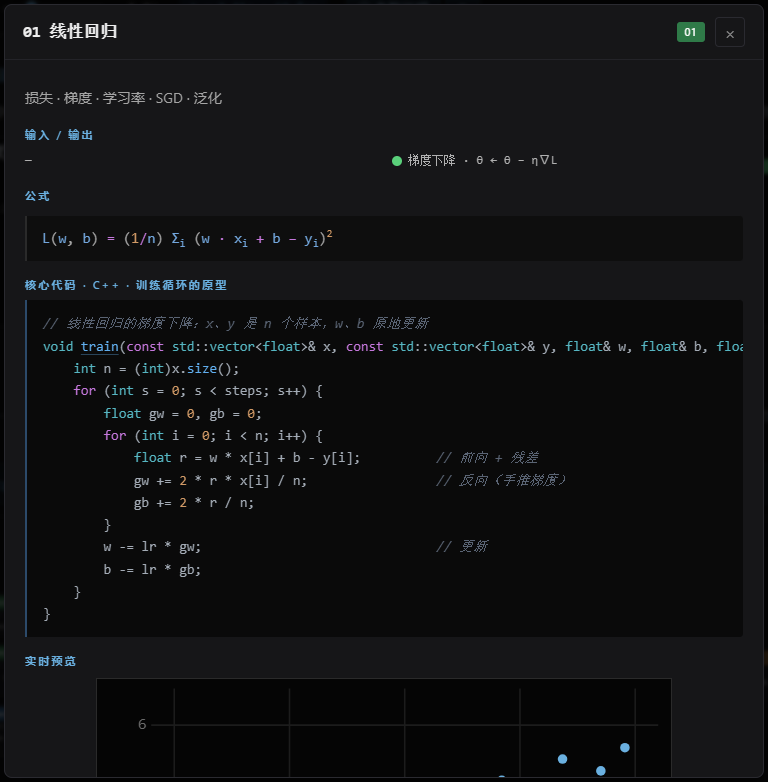 01 线性回归
01 ×
损失 · 梯度 · 学习率 · SGD · 泛化
输入 / 输出
—
梯度下降 · θ ← θ − η∇L
公式
L(w, b) = (1/n) Σᵢ (w · xᵢ + b − yᵢ)²
核心代码 · C++ · 训练循环的原型
// 线性回归的梯度下降：x、y 是 n 个样本，w、b 原地更新
void train(const std::vector<float>& x, const std::vector<float>& y, float& w, float& b, floa
    int n = (int)x.size();
    for (int s = 0; s < steps; s++) {
        float gw = 0, gb = 0;
        for (int i = 0; i < n; i++) {
            float r = w * x[i] + b - y[i];          // 前向 + 残差
            gw += 2 * r * x[i] / n;                 // 反向（手推梯度）
            gb += 2 * r / n;
        }
        w -= lr * gw;                               // 更新
        b -= lr * gb;
    }
}
实时预览
6